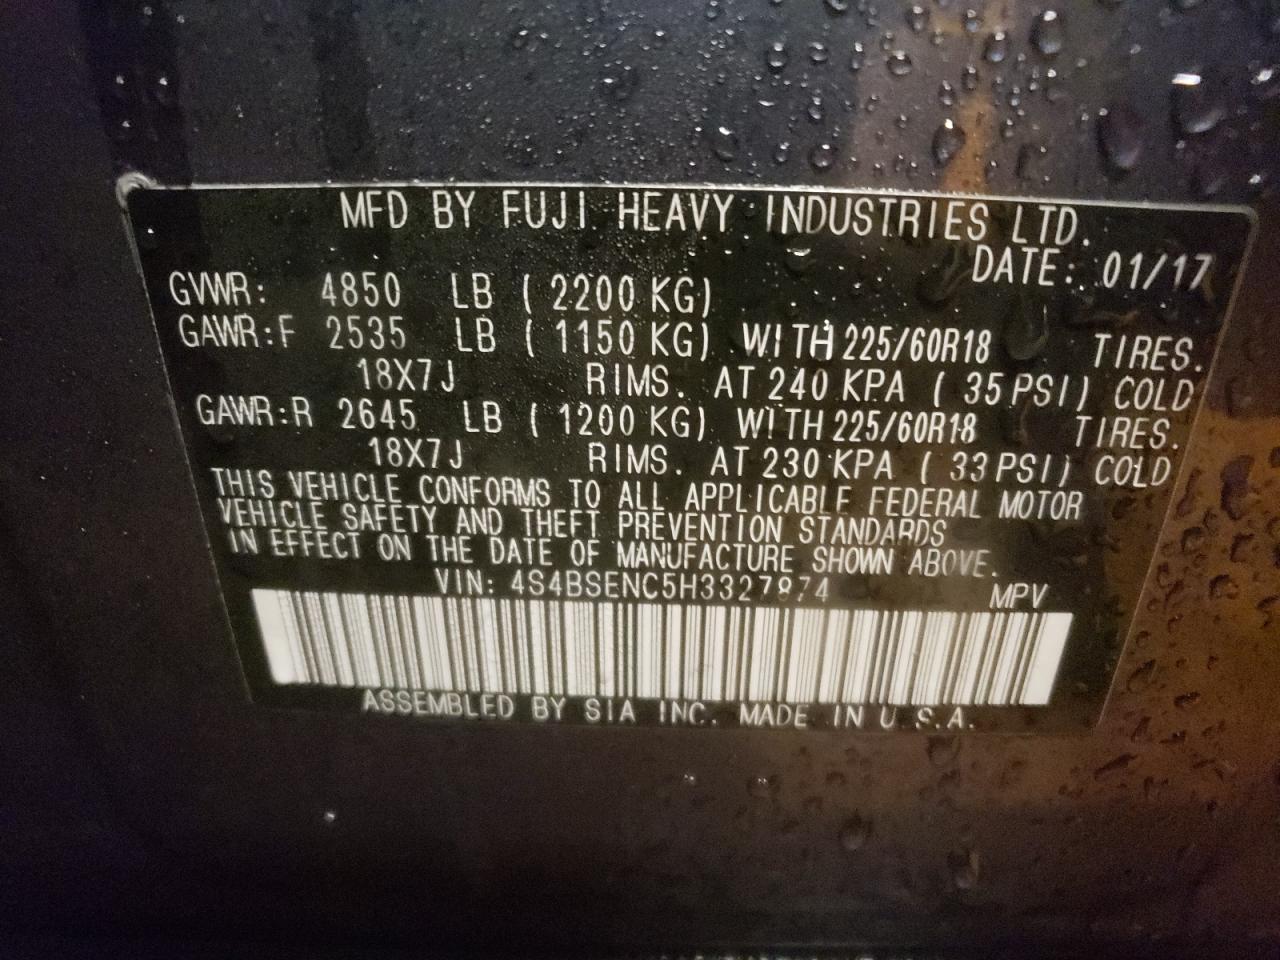 MFD BY FUJI HEAVY INDUSTRIES LTD.
DATE: 01/17
GVWR: 4850 LB ( 2200 KG)
GAWR:F 2535 LB ( 1150 KG) WITH 225/60R18 TIRES.
18X7J RIMS. AT 240 KPA ( 35 PSI) COLD
GAWR:R 2645 LB ( 1200 KG) WITH 225/60R18 TIRES.
18X7J RIMS. AT 230 KPA ( 33 PSI) COLD
THIS VEHICLE CONFORMS TO ALL APPLICABLE FEDERAL MOTOR
VEHICLE SAFETY AND THEFT PREVENTION STANDARDS
IN EFFECT ON THE DATE OF MANUFACTURE SHOWN ABOVE.
VIN: 4S4BSENC5H3327874 MPV
ASSEMBLED BY SIA INC. MADE IN U.S.A.